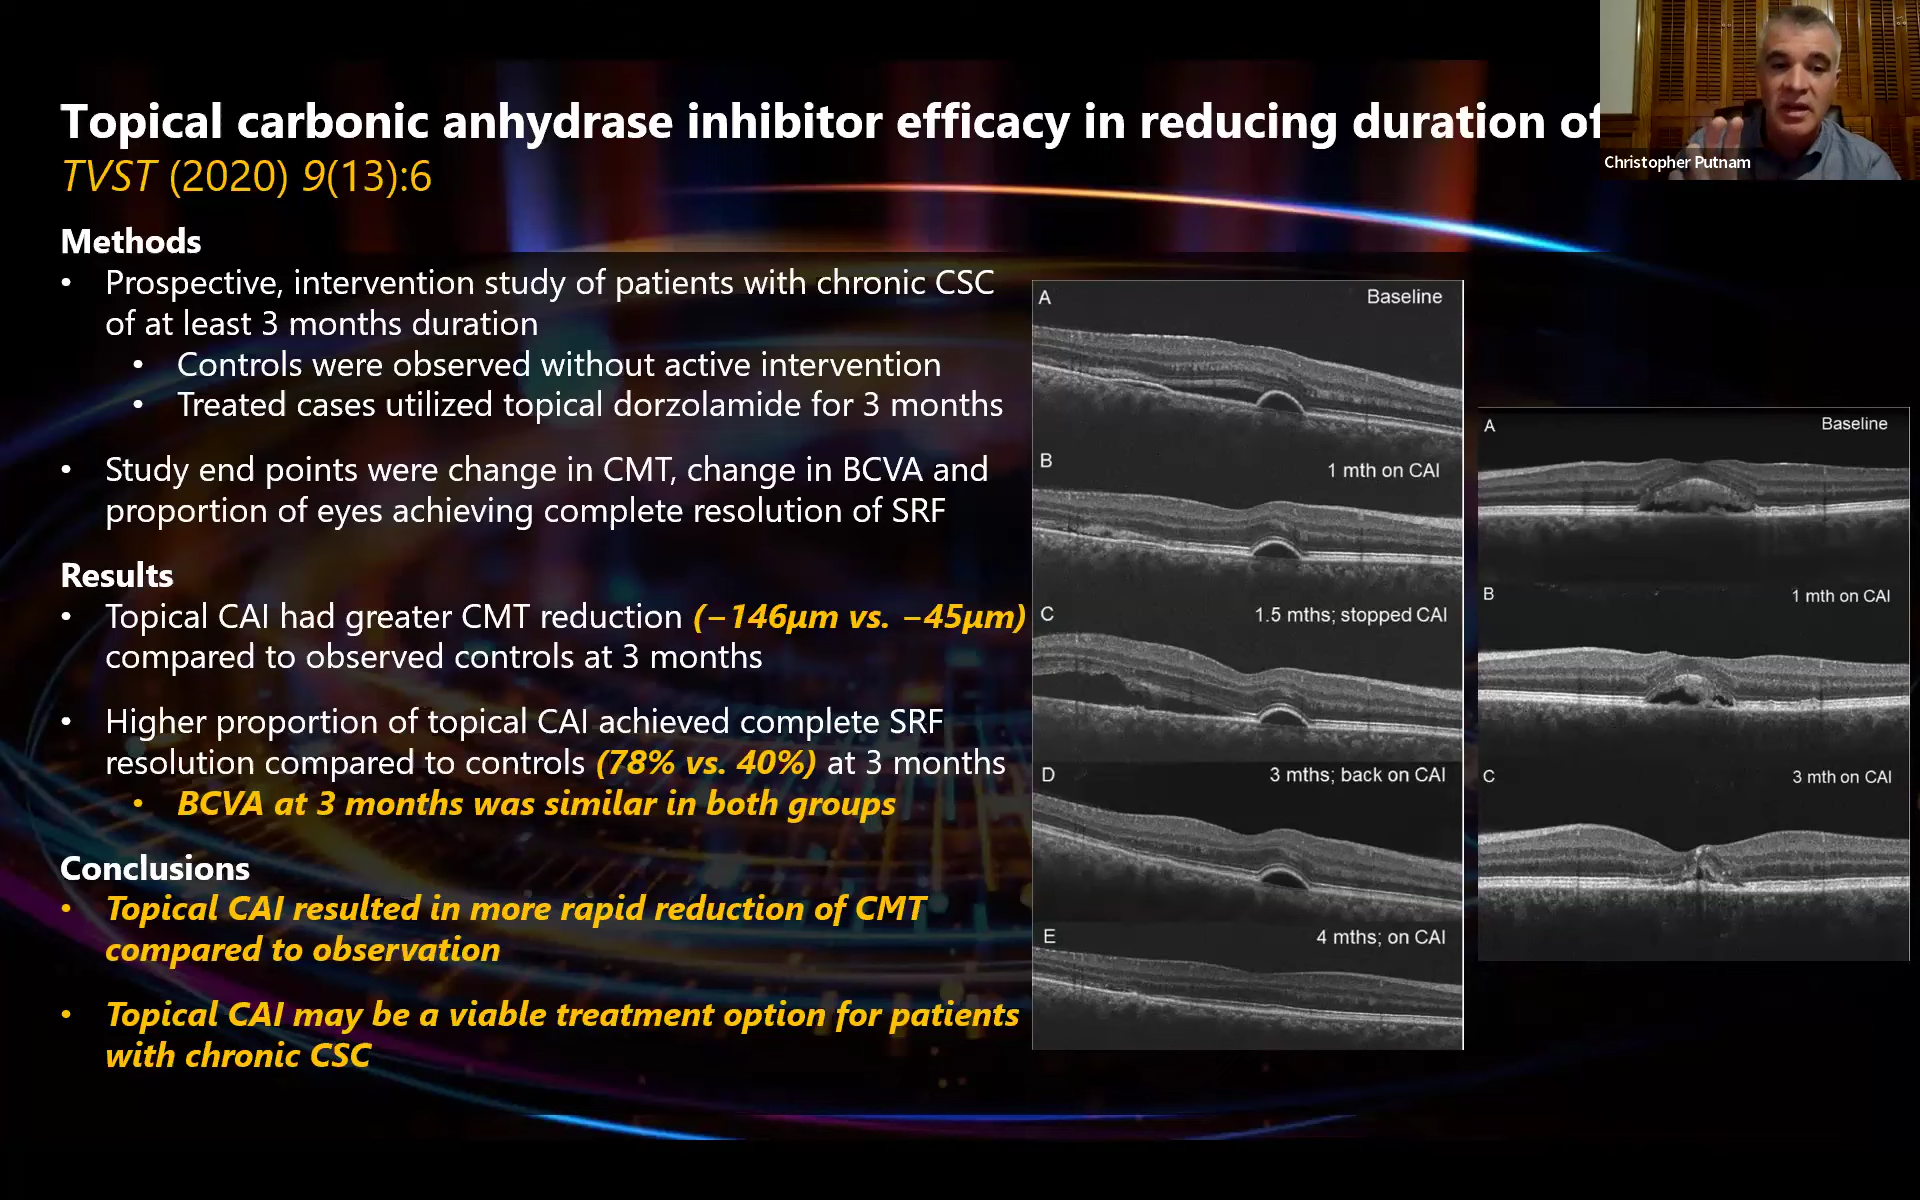 Topical carbonic anhydrase inhibitor efficacy in reducing duration of
TVST (2020) 9(13):6
Christopher Putnam
Methods
• Prospective, intervention study of patients with chronic CSC
of at least 3 months duration
• Controls were observed without active intervention
• Treated cases utilized topical dorzolamide for 3 months
• Study end points were change in CMT, change in BCVA and
proportion of eyes achieving complete resolution of SRF
Results
• Topical CAI had greater CMT reduction (−146µm vs. −45µm)
compared to observed controls at 3 months
• Higher proportion of topical CAI achieved complete SRF
resolution compared to controls (78% vs. 40%) at 3 months
• BCVA at 3 months was similar in both groups
Conclusions
• Topical CAI resulted in more rapid reduction of CMT
compared to observation
• Topical CAI may be a viable treatment option for patients
with chronic CSC
A Baseline
B 1 mth on CAI
C 1.5 mths; stopped CAI
D 3 mths; back on CAI
E 4 mths; on CAI
A Baseline
B 1 mth on CAI
C 3 mth on CAI